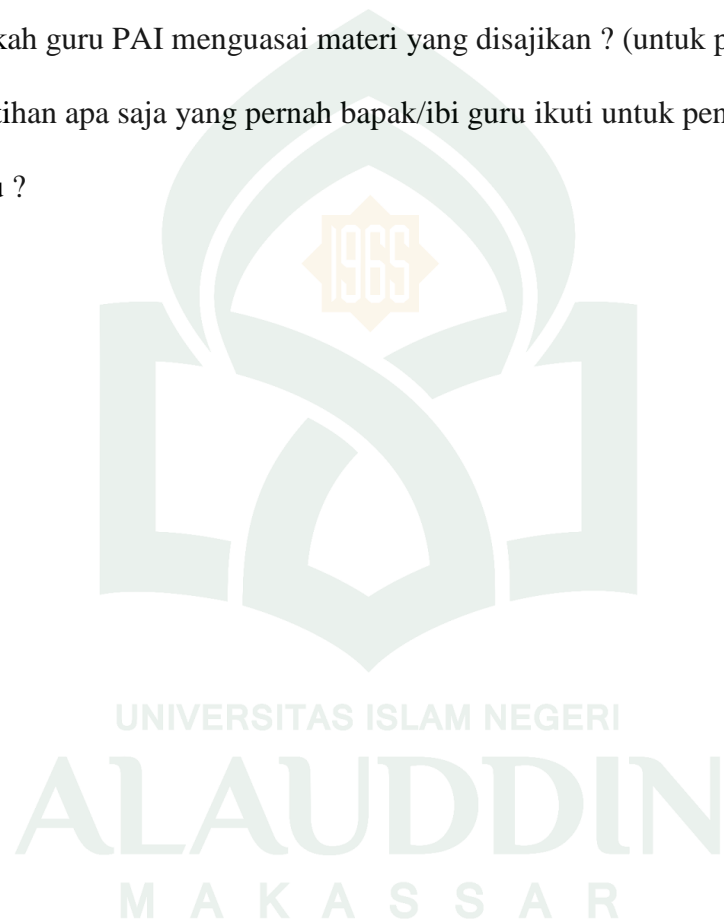 kah guru PAI menguasai materi yang disajikan ? (untuk p
tihan apa saja yang pernah bapak/ibi guru ikuti untuk pen
?
1965
UNIVERSITAS ISLAM NEGERI
ALAUDDIN
MAKASSAR